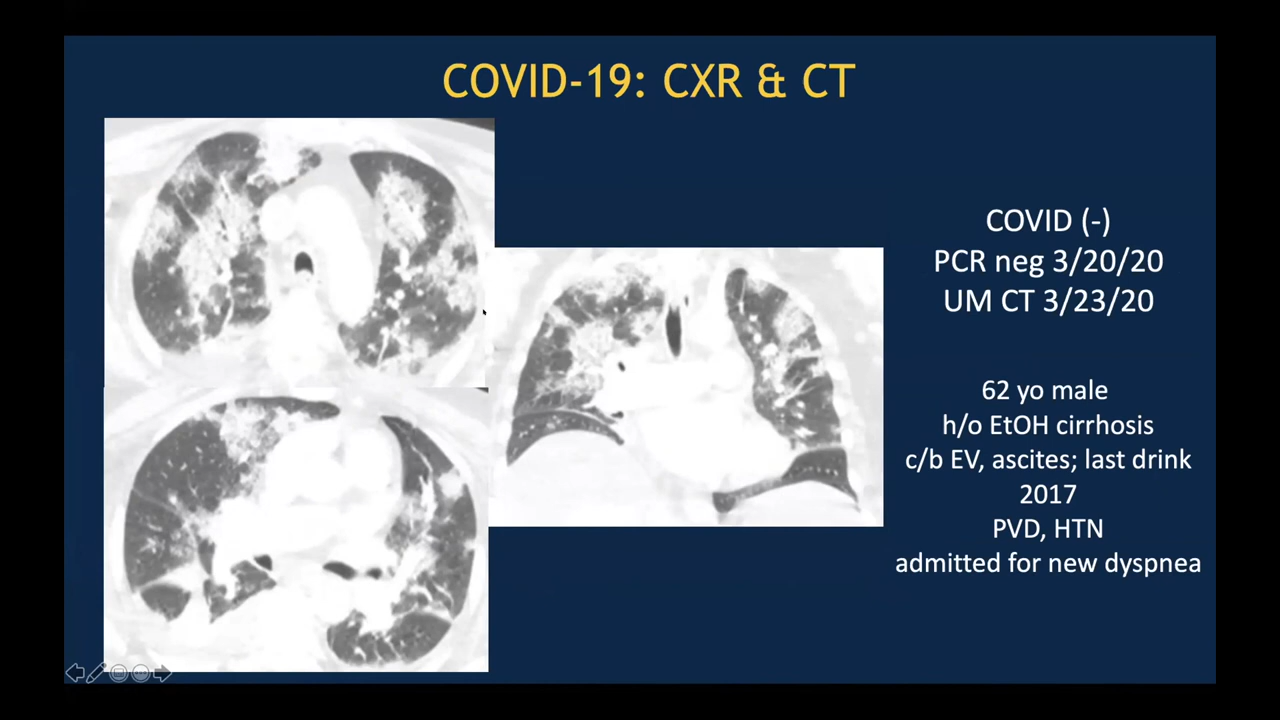 COVID-19: CXR & CT
COVID (-)
PCR neg 3/20/20
UM CT 3/23/20
62 yo male
h/o EtOH cirrhosis
c/b EV, ascites; last drink
2017
PVD, HTN
admitted for new dyspnea